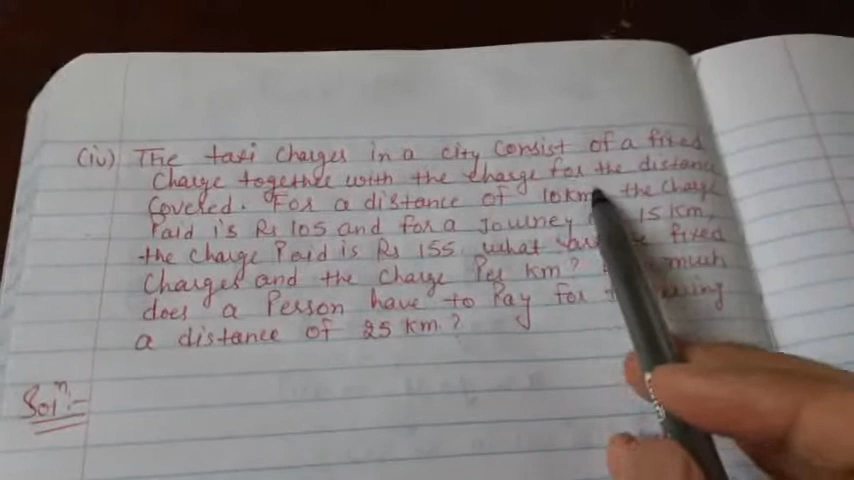 (iv) The taxi charges in a city consist of a fixed
charge together with the charge for the distance
covered. For a distance of 10km the charge
paid is Rs 105 and for a Journey 15 km,
the charge Paid is Rs 155. what fixed
charges and the charge Per km? much
does a Person have to Pay for
a distance of 25 km?
Solⁿ:-